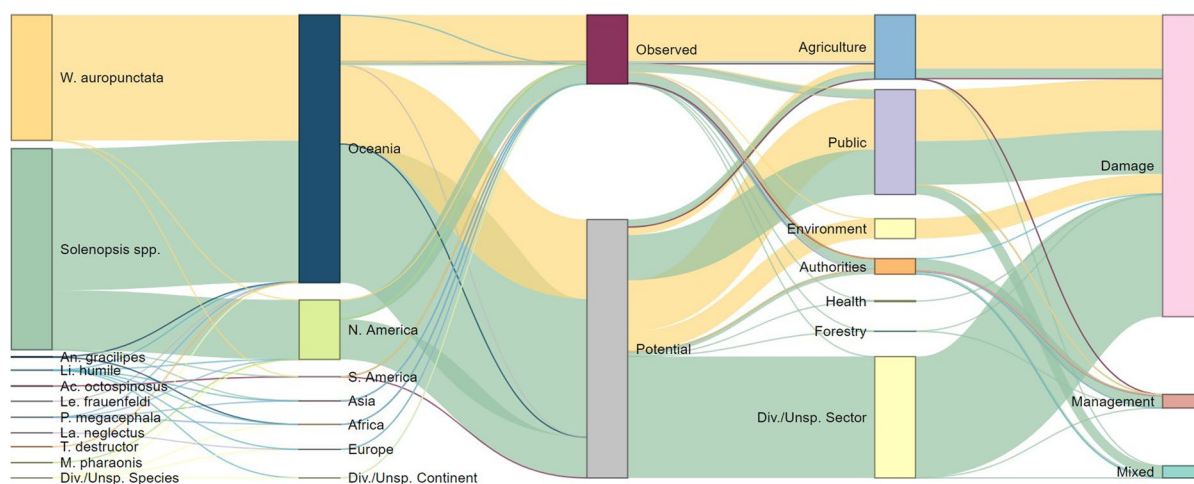 W. auropunctata
Solenopsis spp.
An. gracilipes
Li. humile
Ac. octospinosus
Le. frauenfeldi
P. megacephala
La. neglectus
T. destructor
M. pharaonis
Div./Unsp. Species
Oceania
N. America
S. America
Asia
Africa
Europe
Div./Unsp. Continent
Observed
Potential
Agriculture
Public
Environment
Authorities
Health
Forestry
Div./Unsp. Sector
Damage
Management
Mixed